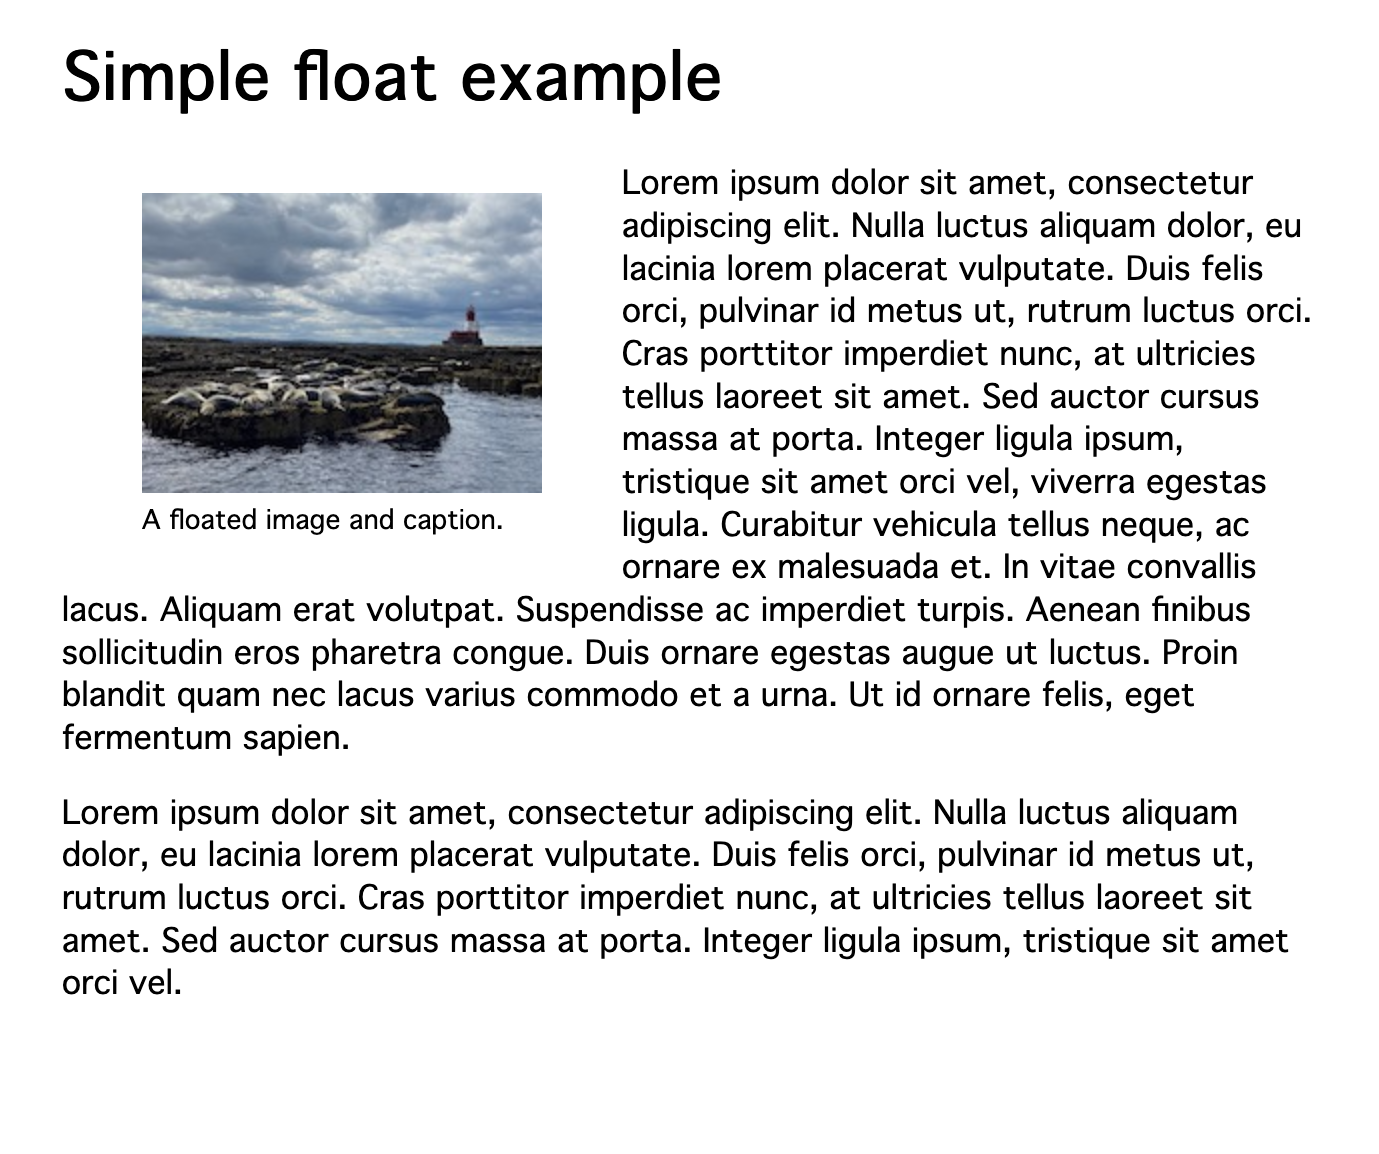 Simple float example
A floated image and caption.
Lorem ipsum dolor sit amet, consectetur
adipiscing elit. Nulla luctus aliquam dolor, eu
lacinia lorem placerat vulputate. Duis felis
orci, pulvinar id metus ut, rutrum luctus orci.
Cras porttitor imperdiet nunc, at ultricies
tellus laoreet sit amet. Sed auctor cursus
massa at porta. Integer ligula ipsum,
tristique sit amet orci vel, viverra egestas
ligula. Curabitur vehicula tellus neque, ac
ornare ex malesuada et. In vitae convallis
lacus. Aliquam erat volutpat. Suspendisse ac imperdiet turpis. Aenean finibus
sollicitudin eros pharetra congue. Duis ornare egestas augue ut luctus. Proin
blandit quam nec lacus varius commodo et a urna. Ut id ornare felis, eget
fermentum sapien.
Lorem ipsum dolor sit amet, consectetur adipiscing elit. Nulla luctus aliquam
dolor, eu lacinia lorem placerat vulputate. Duis felis orci, pulvinar id metus ut,
rutrum luctus orci. Cras porttitor imperdiet nunc, at ultricies tellus laoreet sit
amet. Sed auctor cursus massa at porta. Integer ligula ipsum, tristique sit amet
orci vel.